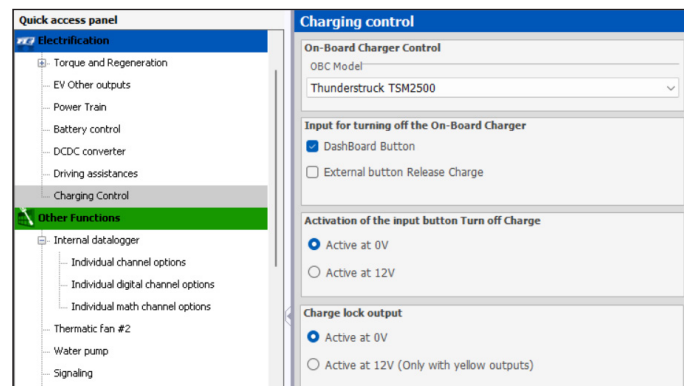 Quick access panel
Electrification
Torque and Regeneration
EV Other outputs
Power Train
Battery control
DCDC converter
Driving assistances
Charging Control
Other Functions
Internal datalogger
Individual channel options
Individual digital channel options
Individual math channel options
Thermatic fan #2
Water pump
Signaling
Charging control
On-Board Charger Control
OBC Model
Thunderstruck TSM2500
Input for turning off the On-Board Charger
DashBoard Button
External button Release Charge
Activation of the input button Turn off Charge
Active at 0V
Active at 12V
Charge lock output
Active at 0V
Active at 12V (Only with yellow outputs)